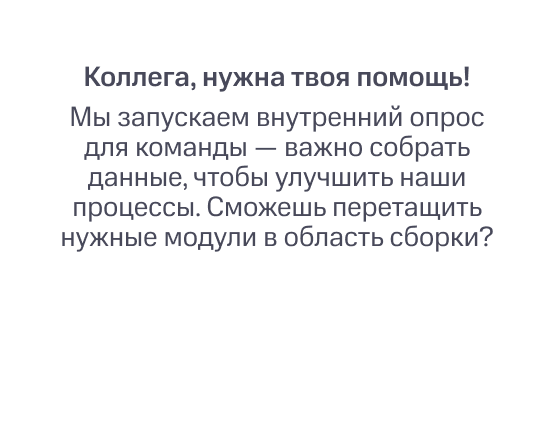 Коллега, нужна твоя помощь!
Мы запускаем внутренний опрос
для команды — важно собрать
данные, чтобы улучшить наши
процессы. Сможешь перетащить
нужные модули в область сборки?